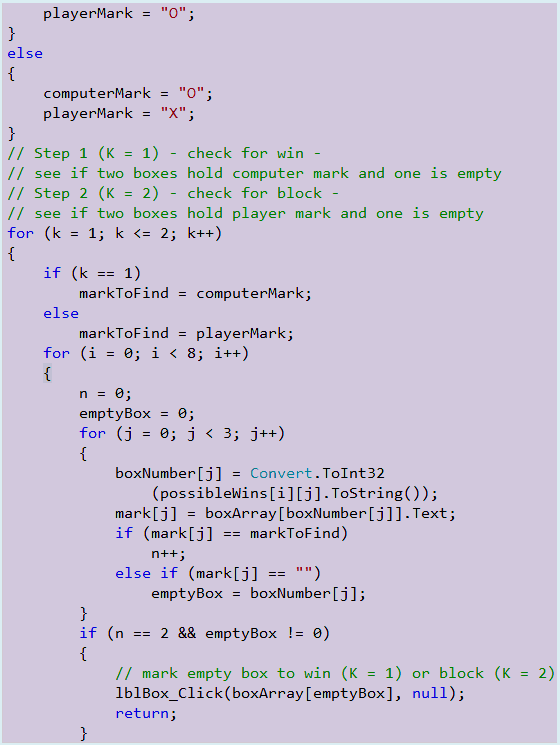 playerMark = "O";
}
else
{
    computerMark = "O";
    playerMark = "X";
}
// Step 1 (K = 1) - check for win -
// see if two boxes hold computer mark and one is empty
// Step 2 (K = 2) - check for block -
// see if two boxes hold player mark and one is empty
for (k = 1; k <= 2; k++)
{
    if (k == 1)
        markToFind = computerMark;
    else
        markToFind = playerMark;
    for (i = 0; i < 8; i++)
    {
        n = 0;
        emptyBox = 0;
        for (j = 0; j < 3; j++)
        {
            boxNumber[j] = Convert.ToInt32
                (possibleWins[i][j].ToString());
            mark[j] = boxArray[boxNumber[j]].Text;
            if (mark[j] == markToFind)
                n++;
            else if (mark[j] == "")
                emptyBox = boxNumber[j];
        }
        if (n == 2 && emptyBox != 0)
        {
            // mark empty box to win (K = 1) or block (K = 2)
            lblBox_Click(boxArray[emptyBox], null);
            return;
        }